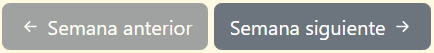 ← Semana anterior
Semana siguiente →